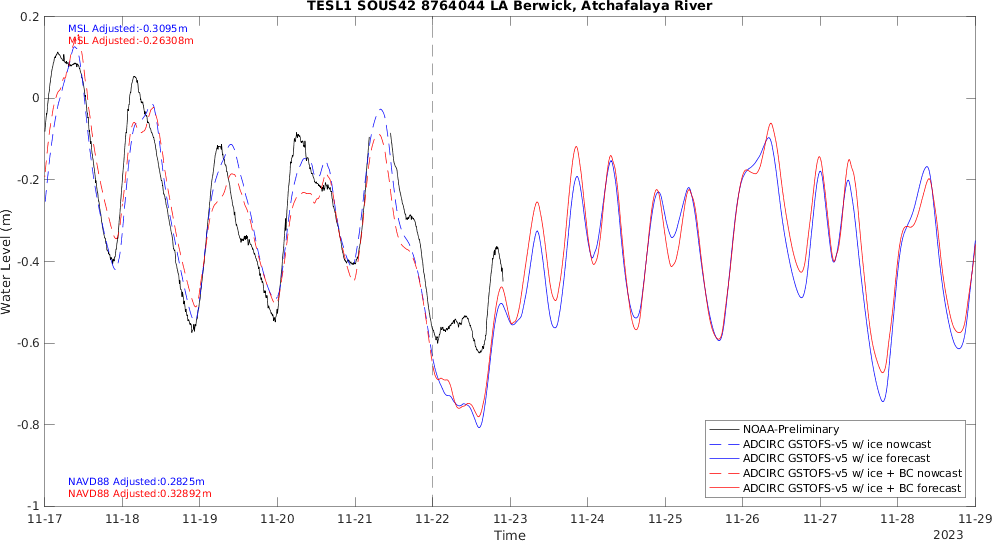 TESL1 SOUS42 8764044 LA Berwick, Atchafalaya River
MSL Adjusted:-0.3095m
MSL Adjusted:-0.26308m
0.2
0
-0.2
-0.4
-0.6
-0.8
-1
Water Level (m)
NAVD88 Adjusted:0.2825m
NAVD88 Adjusted:0.32892m
NOAA-Preliminary
ADCIRC GSTOFS-v5 w/ ice nowcast
ADCIRC GSTOFS-v5 w/ ice forecast
ADCIRC GSTOFS-v5 w/ ice + BC nowcast
ADCIRC GSTOFS-v5 w/ ice + BC forecast
11-17 11-18 11-19 11-20 11-21 11-22 11-23 11-24 11-25 11-26 11-27 11-28 11-29
Time
2023